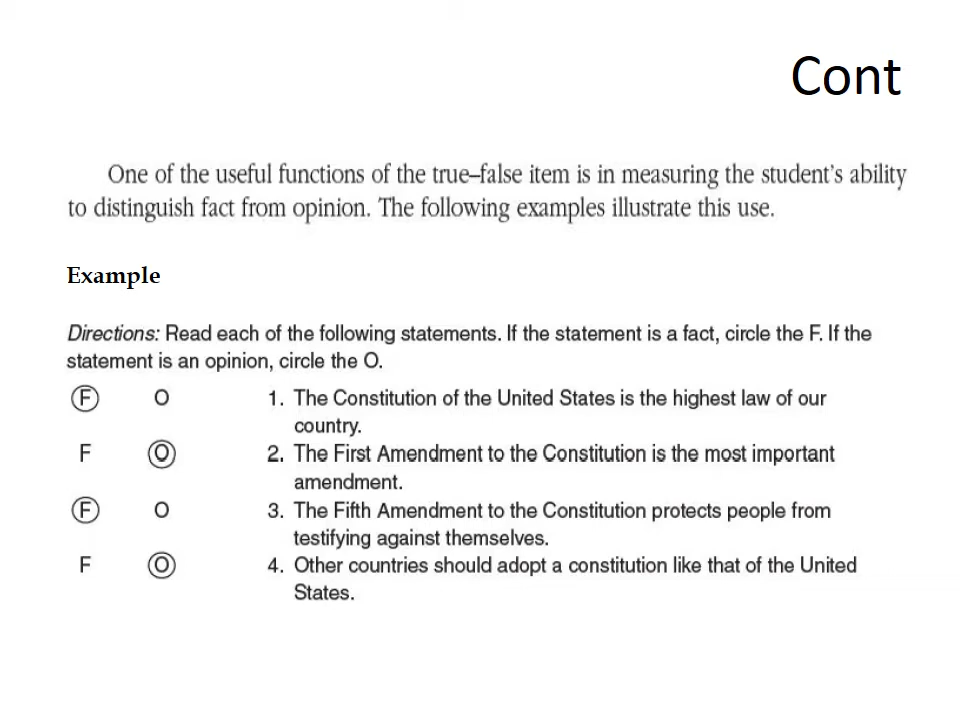 Cont
One of the useful functions of the true–false item is in measuring the student's ability
to distinguish fact from opinion. The following examples illustrate this use.
Example
Directions: Read each of the following statements. If the statement is a fact, circle the F. If the
statement is an opinion, circle the O.
F O 1. The Constitution of the United States is the highest law of our
country.
F O 2. The First Amendment to the Constitution is the most important
amendment.
F O 3. The Fifth Amendment to the Constitution protects people from
testifying against themselves.
F O 4. Other countries should adopt a constitution like that of the United
States.